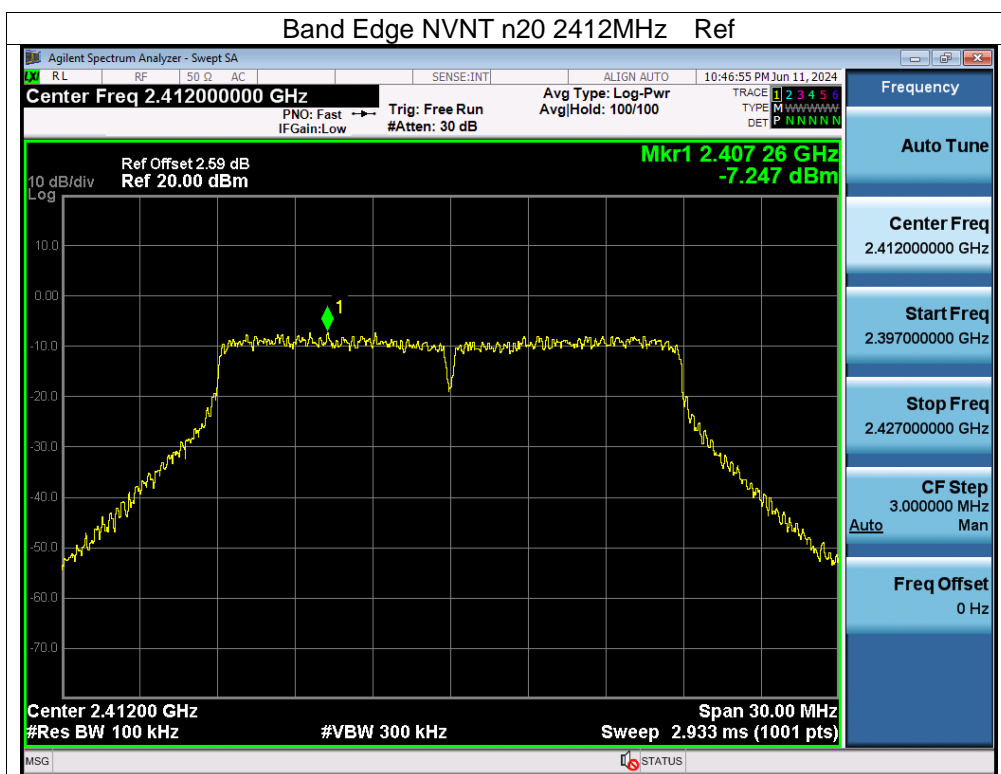 Band Edge NVNT n20 2412MHz Ref
Agilent Spectrum Analyzer - Swept SA
LXI RL RF 50 Ω AC SENSE:INT ALIGN AUTO 10:46:55 PM Jun 11, 2024
Center Freq 2.412000000 GHz
PNO: Fast
IFGain:Low
Trig: Free Run
#Atten: 30 dB
Avg Type: Log-Pwr
Avg|Hold: 100/100
TRACE 1 2 3 4 5 6
TYPE M WWWWW
DET P N N N N N
Mkr1 2.407 26 GHz
-7.247 dBm
Ref Offset 2.59 dB
10 dB/div Ref 20.00 dBm
Log
10.0
0.00
1
-10.0
-20.0
-30.0
-40.0
-50.0
-60.0
-70.0
Center 2.41200 GHz Span 30.00 MHz
#Res BW 100 kHz #VBW 300 kHz Sweep 2.933 ms (1001 pts)
MSG STATUS
Frequency
Auto Tune
Center Freq
2.412000000 GHz
Start Freq
2.397000000 GHz
Stop Freq
2.427000000 GHz
CF Step
3.000000 MHz
Auto Man
Freq Offset
0 Hz